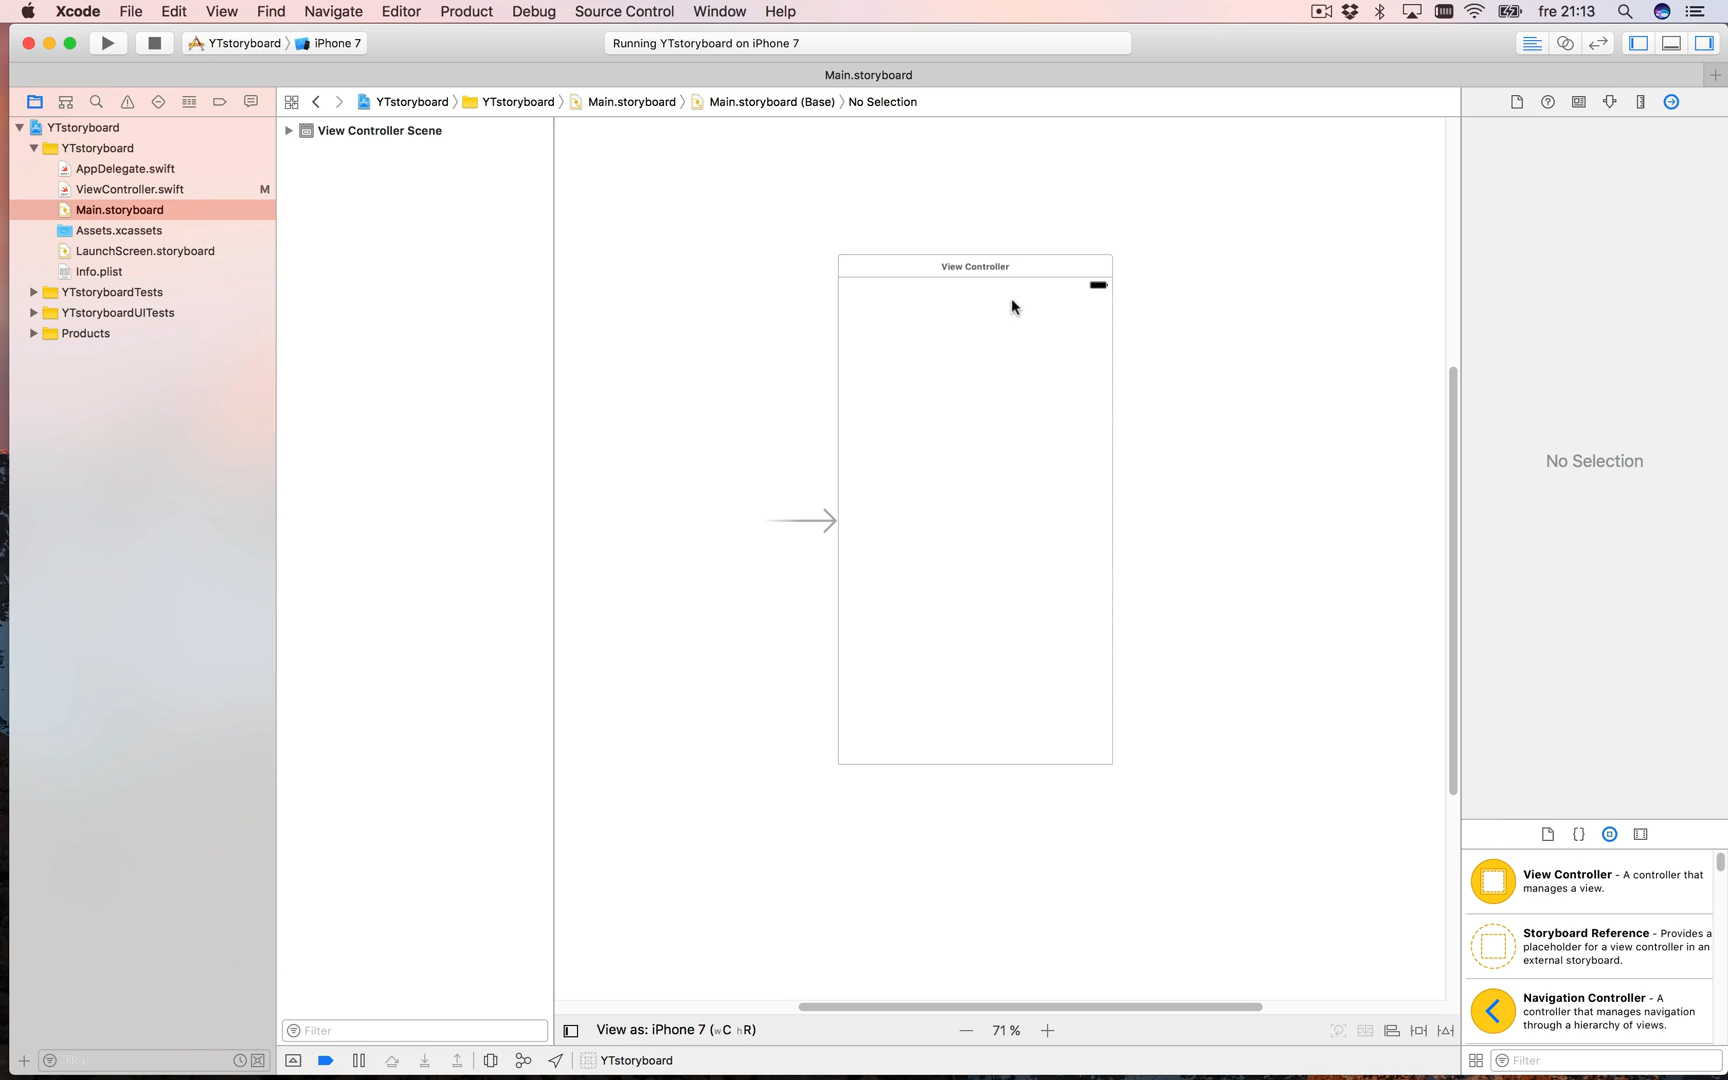 Xcode File Edit View Find Navigate Editor Product Debug Source Control Window Help fre 21:13
YTstoryboard iPhone 7 Running YTstoryboard on iPhone 7
Main.storyboard
YTstoryboard YTstoryboard Main.storyboard Main.storyboard (Base) No Selection
YTstoryboard
YTstoryboard
AppDelegate.swift
ViewController.swift M
Main.storyboard
Assets.xcassets
LaunchScreen.storyboard
Info.plist
YTstoryboardTests
YTstoryboardUITests
Products
View Controller Scene
View Controller
No Selection
View Controller - A controller that
manages a view.
Storyboard Reference - Provides a
placeholder for a view controller in an
external storyboard.
Navigation Controller - A
controller that manages navigation
through a hierarchy of views.
Filter
View as: iPhone 7 (wC hR)
71 %
YTstoryboard
Filter